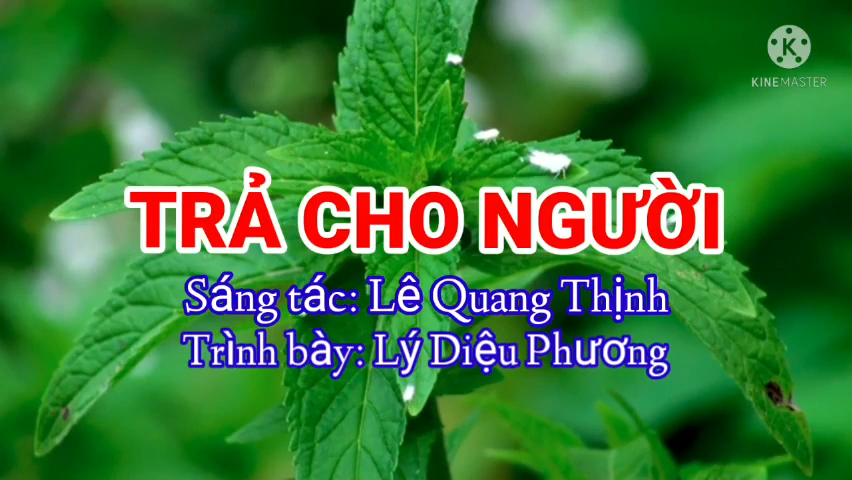 KINEMASTER
TRẢ CHO NGƯỜI
Sáng tác: Lê Quang Thịnh
Trình bày: Lý Diệu Phương